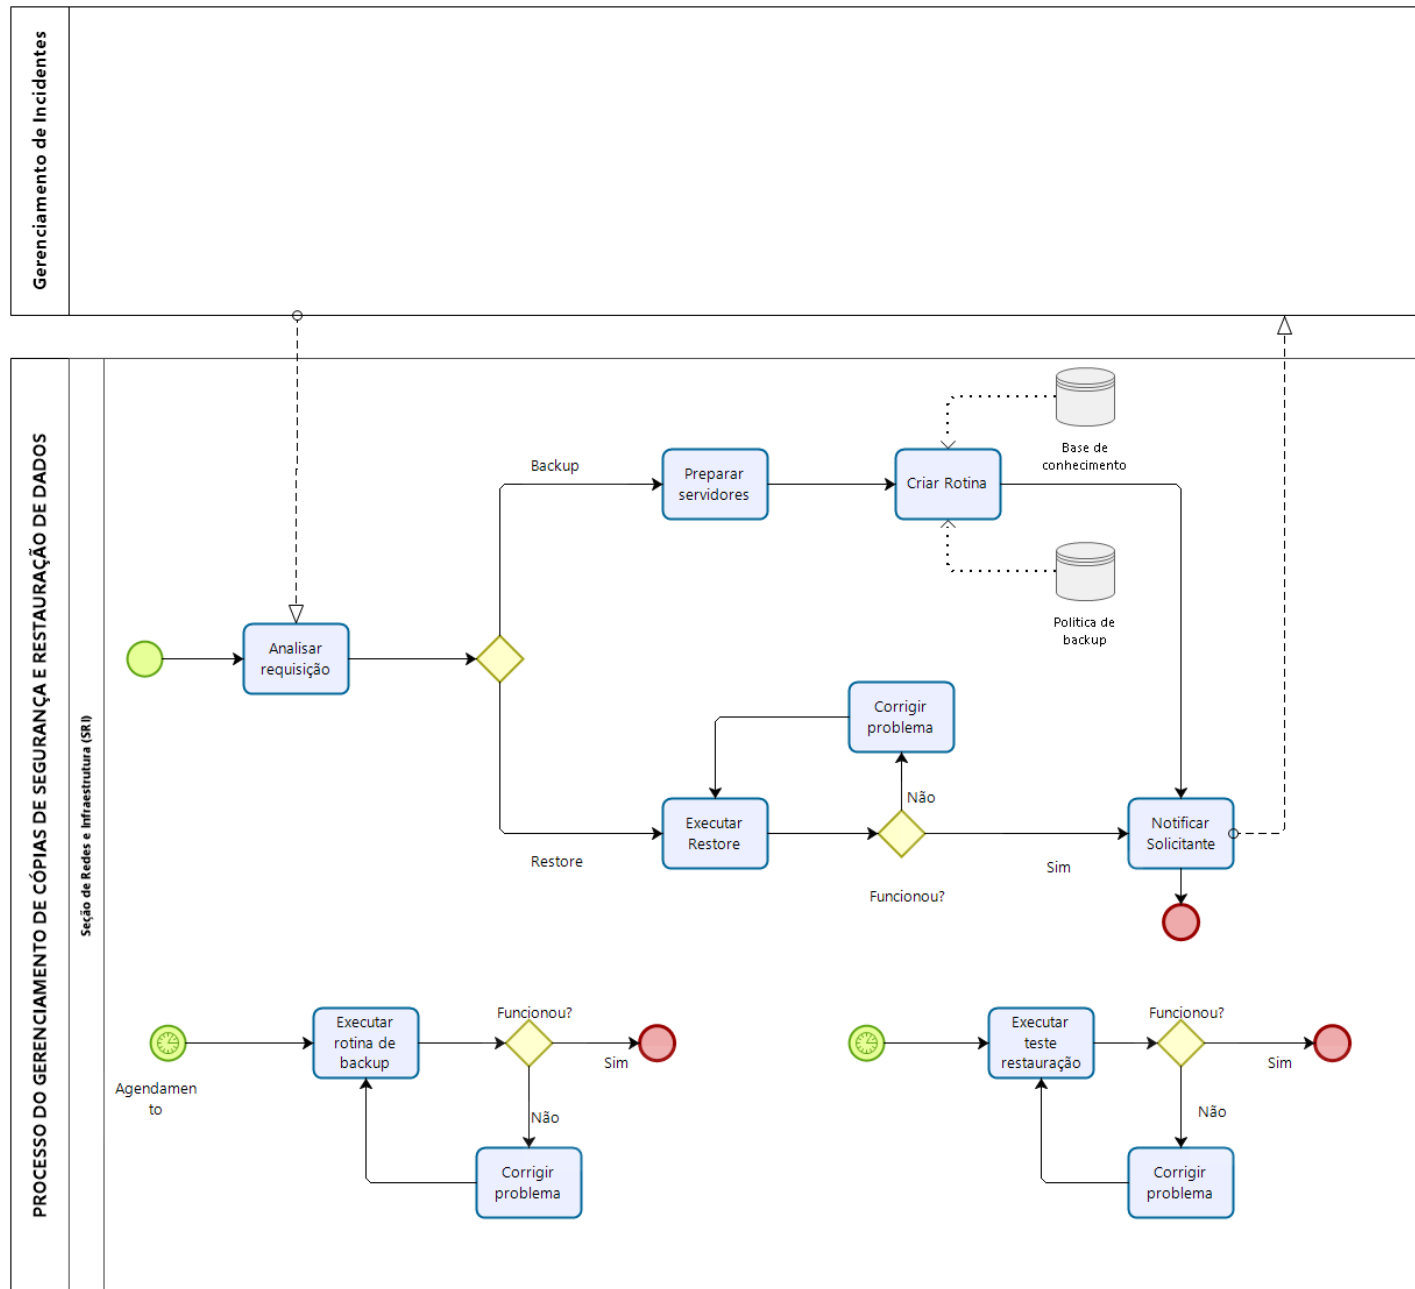 Gerenciamento de Incidentes
PROCESSO DO GERENCIAMENTO DE CÓPIAS DE SEGURANÇA E RESTAURAÇÃO DE DADOS
Seção de Redes e Infraestrutura (SRI)
Base de
conhecimento
Backup
Preparar
servidores
Criar Rotina
Politica de
backup
Analisar
requisição
Corrigir
problema
Não
Executar
Restore
Notificar
Solicitante
Restore
Sim
Funcionou?
Agendamen
to
Executar
rotina de
backup
Funcionou?
Sim
Não
Corrigir
problema
Executar
teste
restauração
Funcionou?
Sim
Não
Corrigir
problema